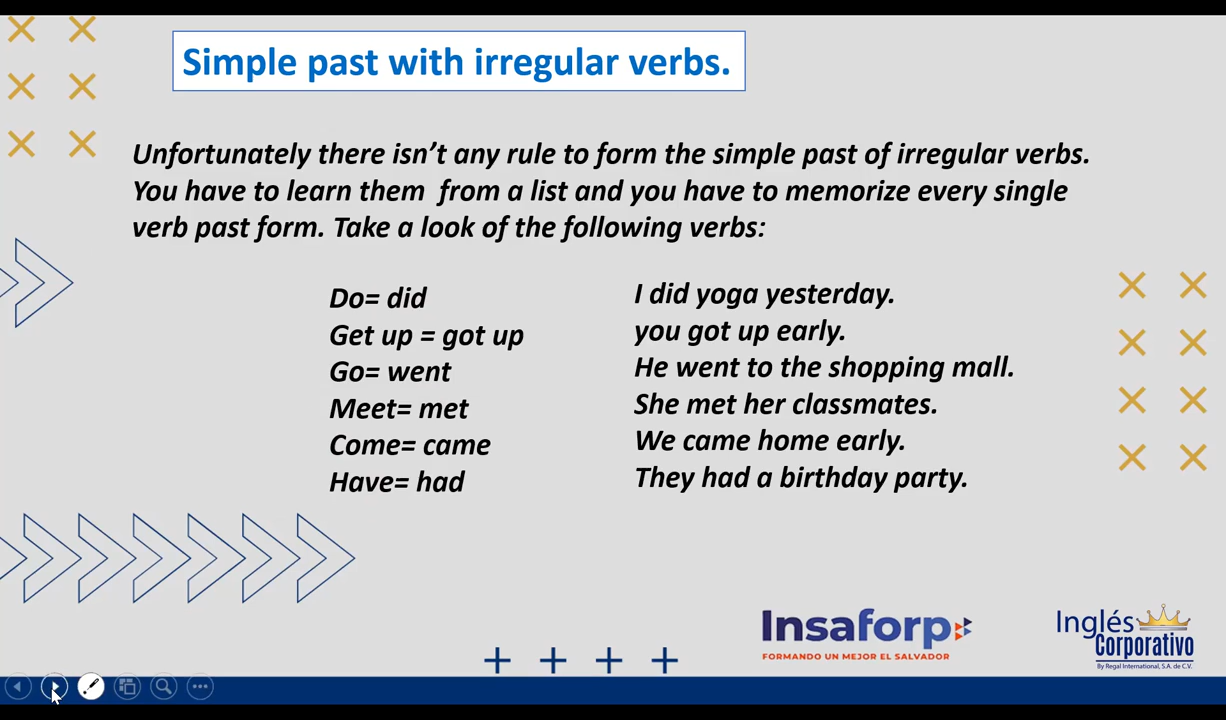 Simple past with irregular verbs.
Unfortunately there isn't any rule to form the simple past of irregular verbs.
You have to learn them from a list and you have to memorize every single
verb past form. Take a look of the following verbs:
Do= did
Get up = got up
Go= went
Meet= met
Come= came
Have= had
I did yoga yesterday.
you got up early.
He went to the shopping mall.
She met her classmates.
We came home early.
They had a birthday party.
Insaforp
FORMANDO UN MEJOR EL SALVADOR
Inglés
Corporativo
By Regal International, S.A. de C.V.